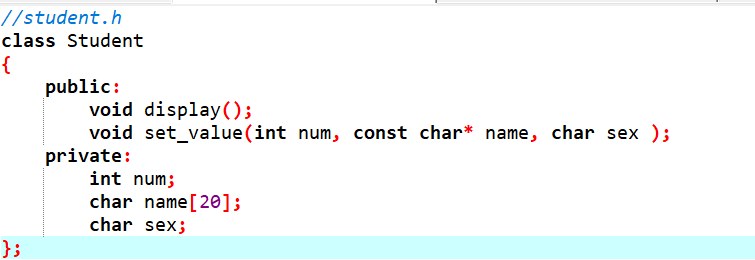 //student.h
class Student
{
    public:
        void display();
        void set_value(int num, const char* name, char sex );
    private:
        int num;
        char name[20];
        char sex;
};